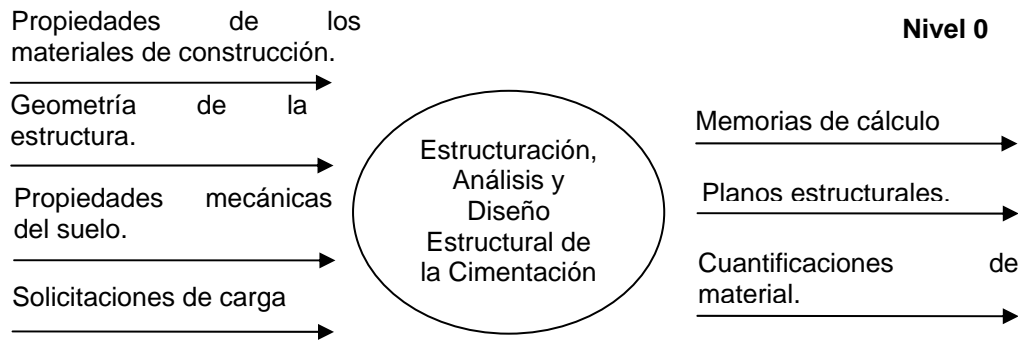 Propiedades de los
materiales de construcción.
Nivel 0
Geometría de la
estructura.
Propiedades mecánicas
del suelo.
Solicitaciones de carga
Estructuración,
Análisis y
Diseño
Estructural de
la Cimentación
Memorias de cálculo
Planos estructurales.
Cuantificaciones de
material.